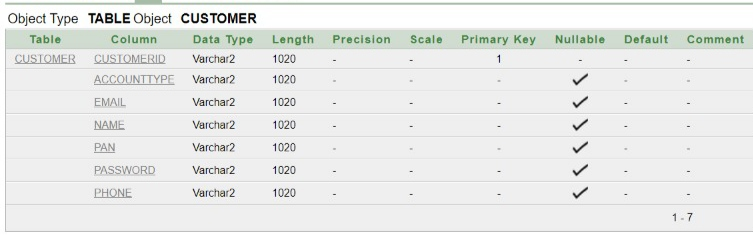 Object Type TABLE Object CUSTOMER
Table Column Data Type Length Precision Scale Primary Key Nullable Default Comment
CUSTOMER CUSTOMERID Varchar2 1020 - - 1 - - -
ACCOUNTTYPE Varchar2 1020 - - - ✓ - -
EMAIL Varchar2 1020 - - - ✓ - -
NAME Varchar2 1020 - - - ✓ - -
PAN Varchar2 1020 - - - ✓ - -
PASSWORD Varchar2 1020 - - - ✓ - -
PHONE Varchar2 1020 - - - ✓ - -
1 - 7